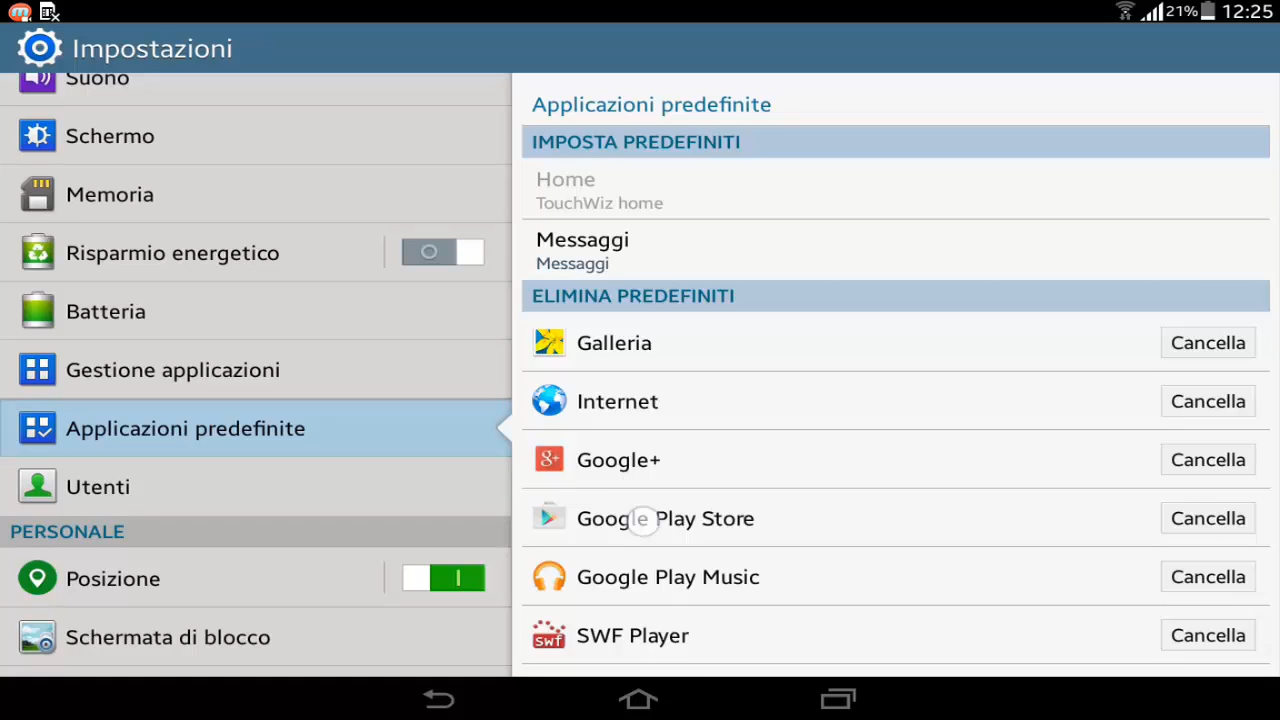 21% 12:25
Impostazioni
Suono
Schermo
Memoria
Risparmio energetico
Batteria
Gestione applicazioni
Applicazioni predefinite
Utenti
PERSONALE
Posizione
Schermata di blocco
Applicazioni predefinite
IMPOSTA PREDEFINITI
Home
TouchWiz home
Messaggi
Messaggi
ELIMINA PREDEFINITI
Galleria Cancella
Internet Cancella
Google+ Cancella
Google Play Store Cancella
Google Play Music Cancella
SWF Player Cancella